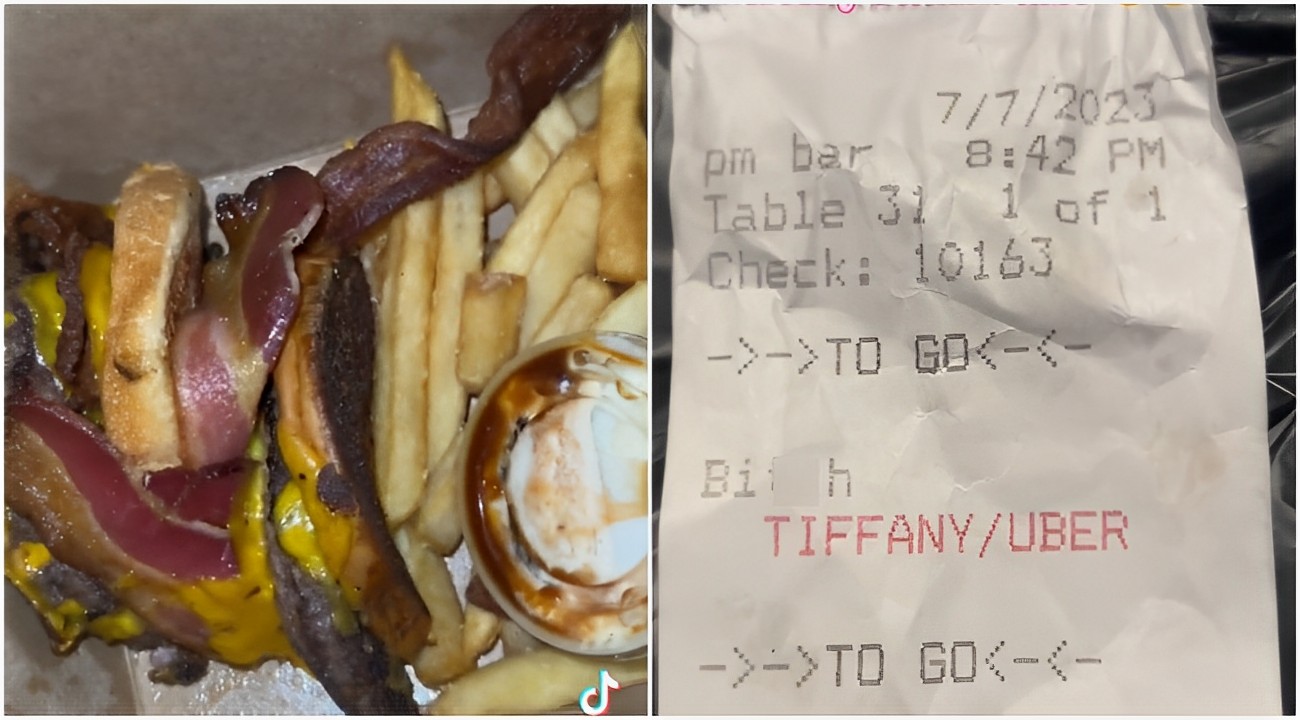 7/7/2023
pm bar 8:42 PM
Table 31 1 of 1
Check: 10163
->->TO GO<-<-
Bi h
TIFFANY/UBER
->->TO GO<-<-